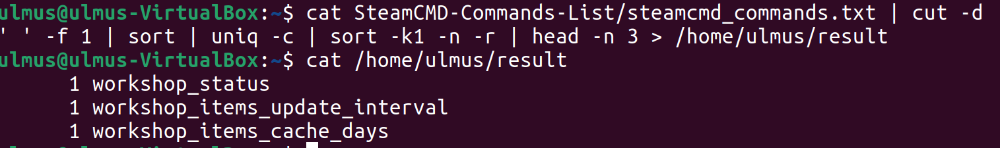 ulmus@ulmus-VirtualBox:~$ cat SteamCMD-Commands-List/steamcmd_commands.txt | cut -d
' ' -f 1 | sort | uniq -c | sort -k1 -n -r | head -n 3 > /home/ulmus/result
ulmus@ulmus-VirtualBox:~$ cat /home/ulmus/result
1 workshop_status
1 workshop_items_update_interval
1 workshop_items_cache_days